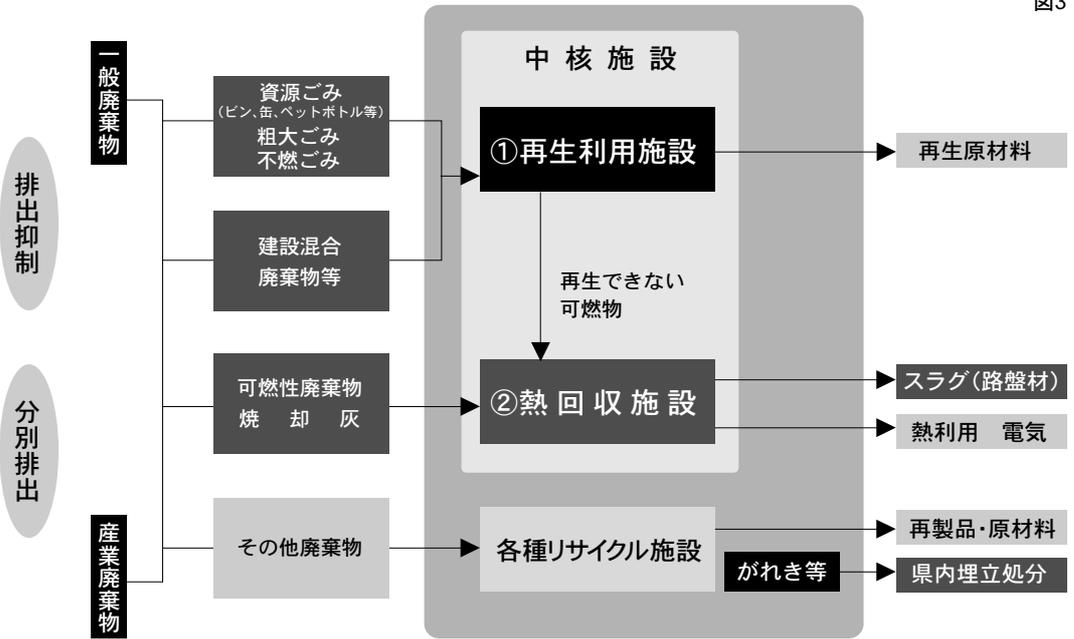 図3
一般廃棄物
排出抑制
分別排出
産業廃棄物
資源ごみ
(ビン、缶、ペットボトル等)
粗大ごみ
不燃ごみ
建設混合
廃棄物等
可燃性廃棄物
焼却灰
その他廃棄物
中核施設
①再生利用施設
再生できない
可燃物
②熱回収施設
各種リサイクル施設
がれき等
再生原材料
スラグ(路盤材)
熱利用 電気
再製品・原材料
県内埋立処分